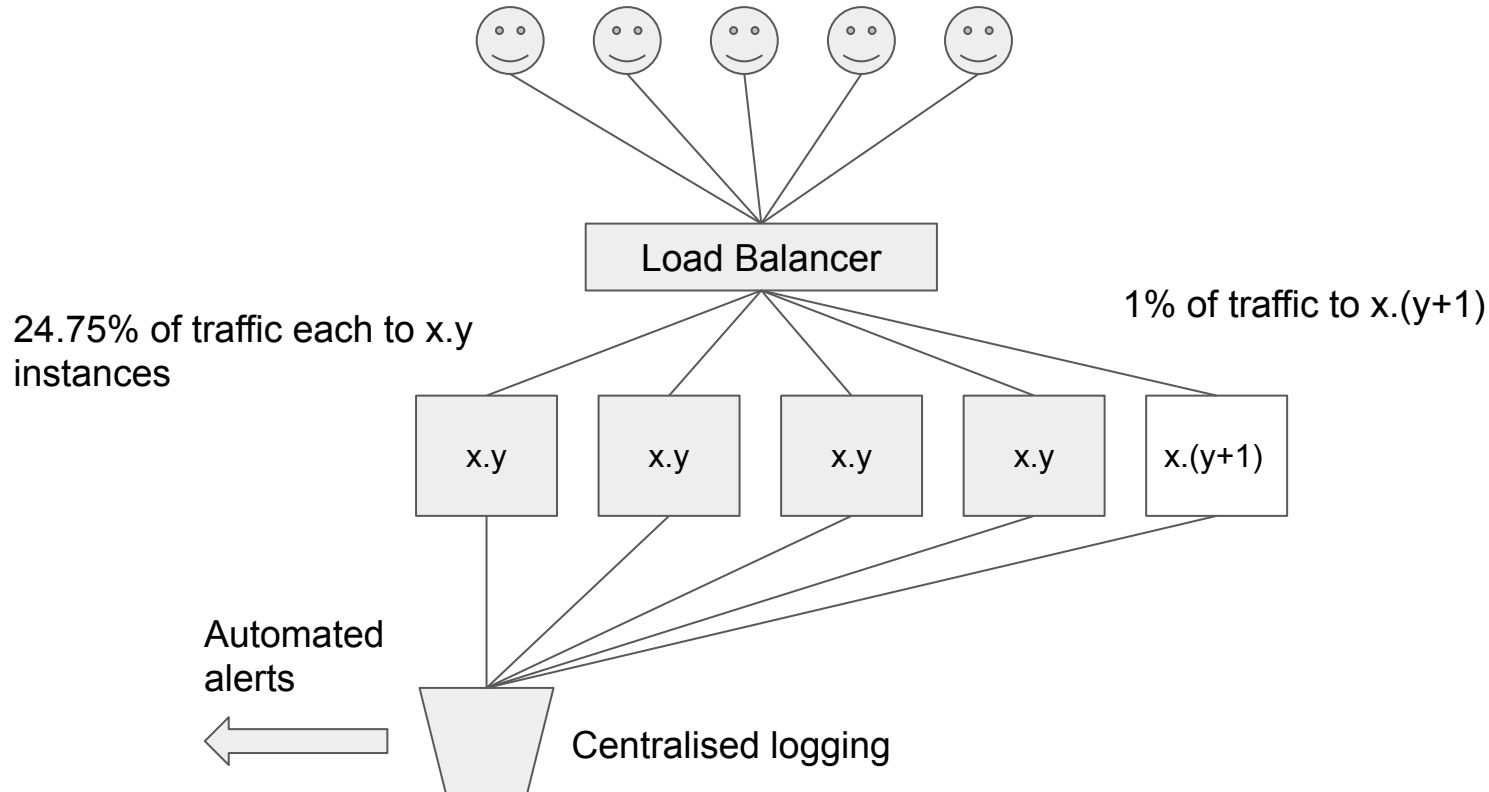 Load Balancer
24.75% of traffic each to x.y
instances
1% of traffic to x.(y+1)
x.y
x.y
x.y
x.y
x.(y+1)
Automated
alerts
Centralised logging